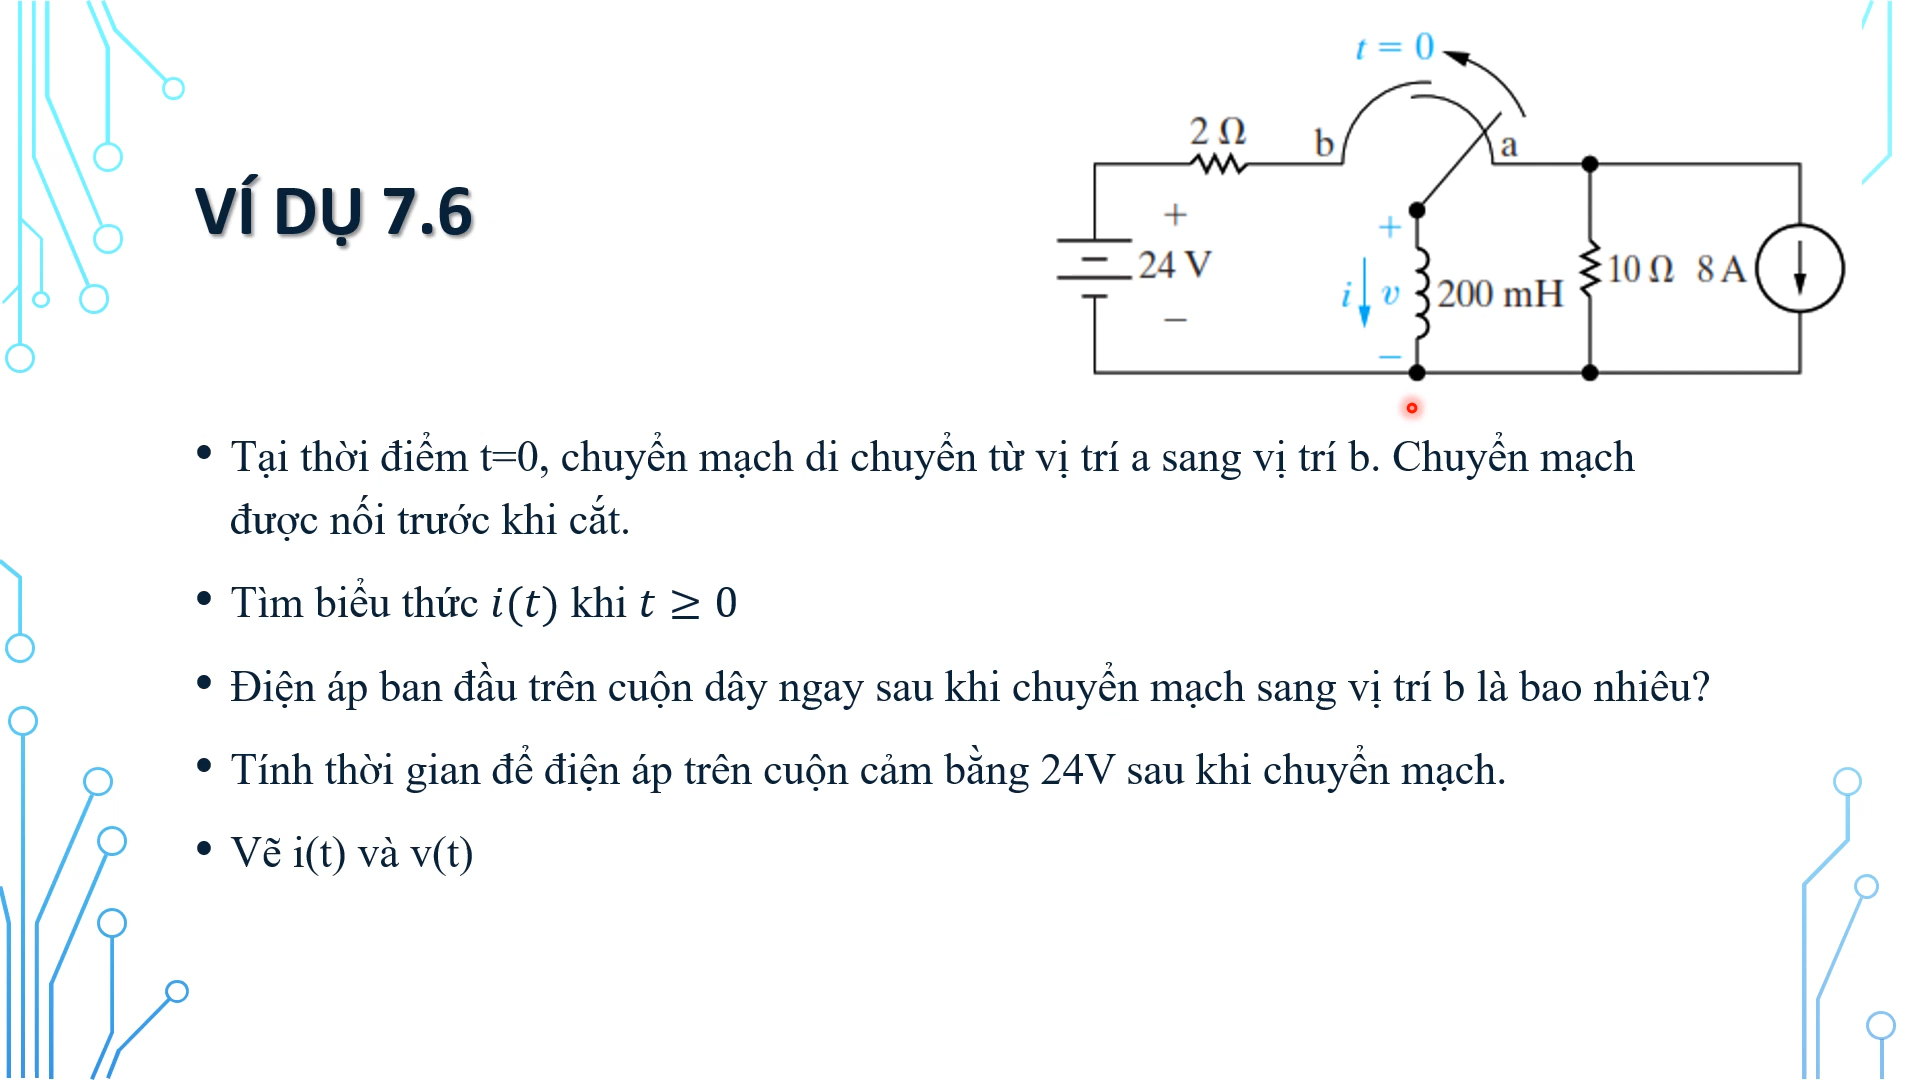 t = 0
2 Ω
b
a
VÍ DỤ 7.6
+
+
24 V
i
v
200 mH
10 Ω
8 A
−
−
• Tại thời điểm t=0, chuyển mạch di chuyển từ vị trí a sang vị trí b. Chuyển mạch
được nối trước khi cắt.
• Tìm biểu thức i(t) khi t ≥ 0
• Điện áp ban đầu trên cuộn dây ngay sau khi chuyển mạch sang vị trí b là bao nhiêu?
• Tính thời gian để điện áp trên cuộn cảm bằng 24V sau khi chuyển mạch.
• Vẽ i(t) và v(t)